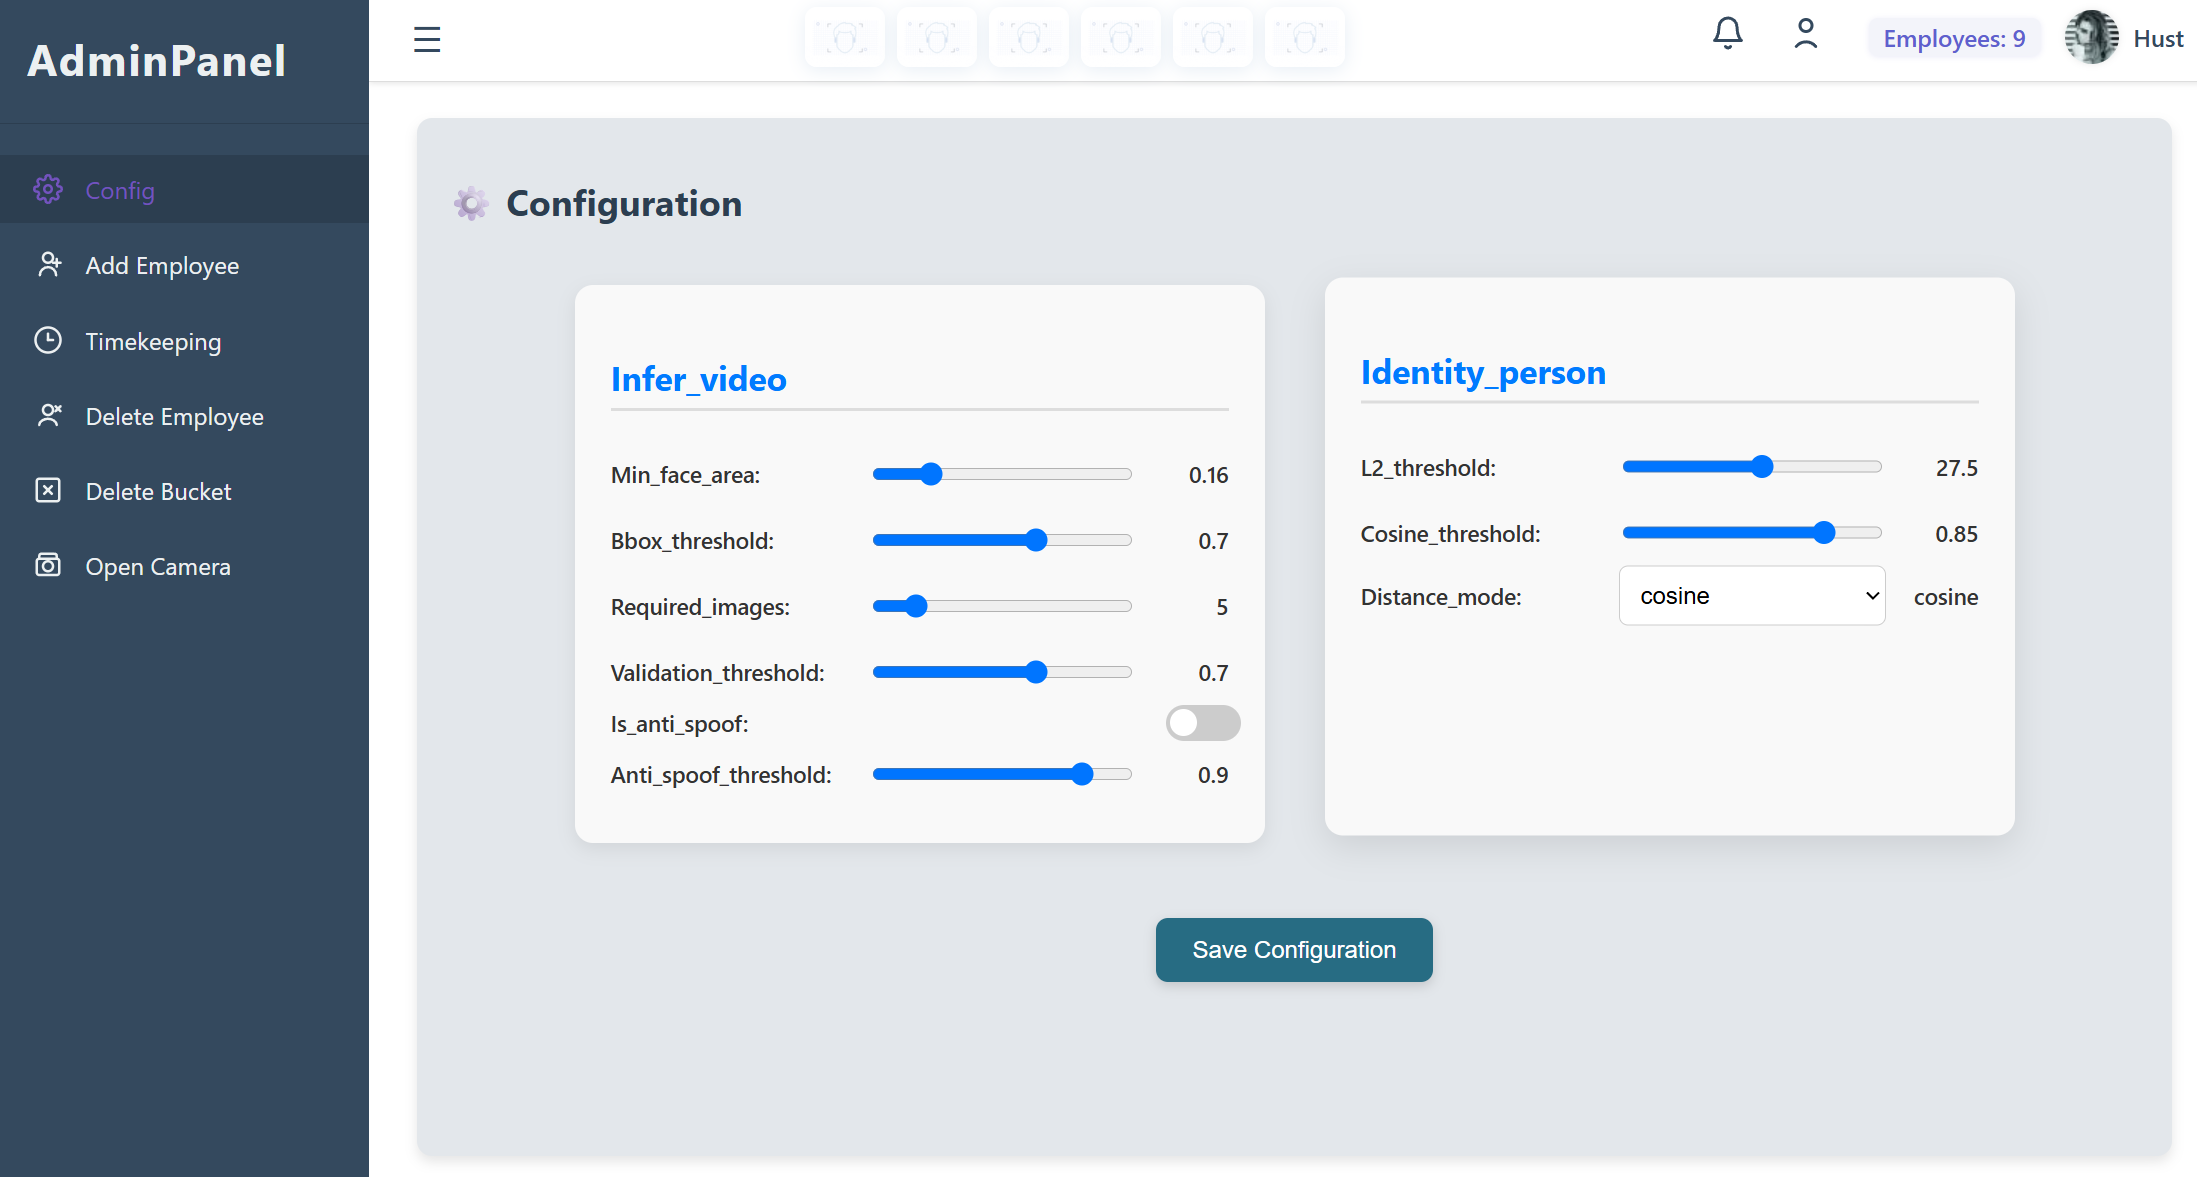 AdminPanel
Employees: 9
Hust
Config
Add Employee
Timekeeping
Delete Employee
Delete Bucket
Open Camera
Configuration
Infer_video
Min_face_area: 0.16
Bbox_threshold: 0.7
Required_images: 5
Validation_threshold: 0.7
Is_anti_spoof:
Anti_spoof_threshold: 0.9
Identity_person
L2_threshold: 27.5
Cosine_threshold: 0.85
Distance_mode: cosine cosine
Save Configuration